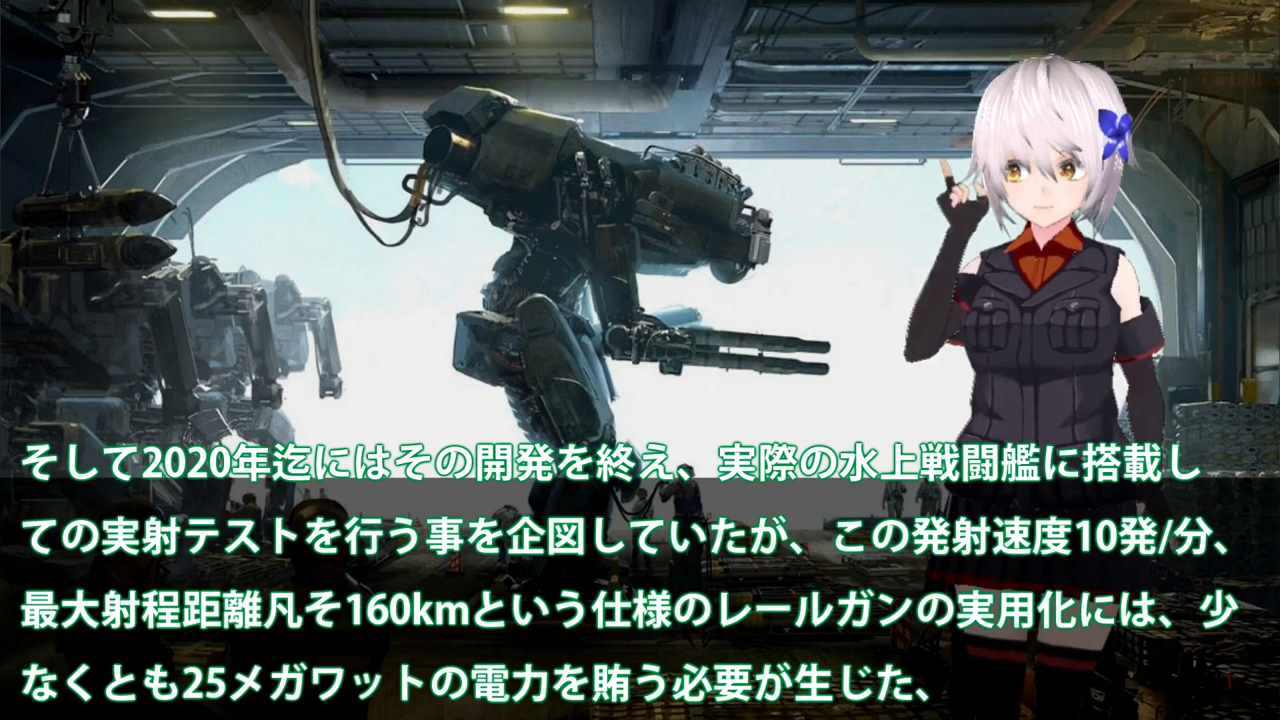 そして2020年迄にはその開発を終え、実際の水上戦闘艦に搭載し
ての実射テストを行う事を企図していたが、この発射速度10発/分、
最大射程距離凡そ160kmという仕様のレールガンの実用化には、少
なくとも25メガワットの電力を賄う必要が生じた、